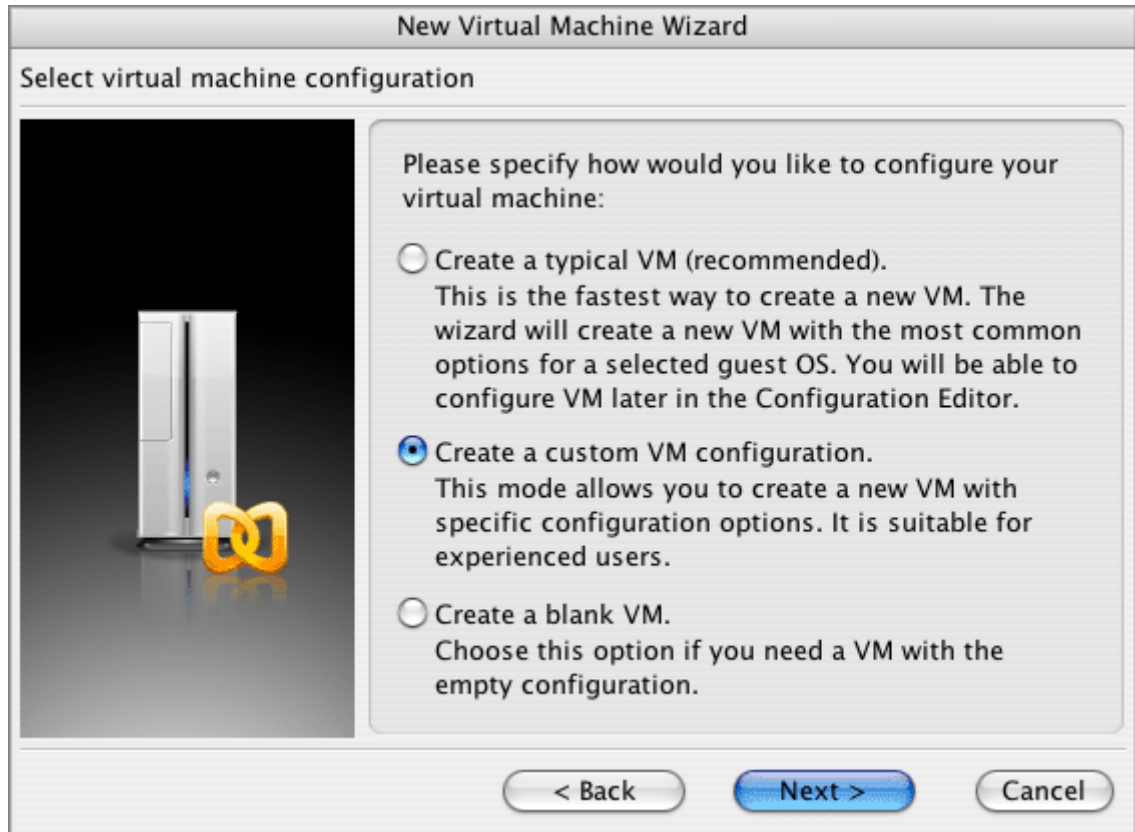 New Virtual Machine Wizard
Select virtual machine configuration
Please specify how would you like to configure your
virtual machine:
Create a typical VM (recommended).
This is the fastest way to create a new VM. The
wizard will create a new VM with the most common
options for a selected guest OS. You will be able to
configure VM later in the Configuration Editor.
Create a custom VM configuration.
This mode allows you to create a new VM with
specific configuration options. It is suitable for
experienced users.
Create a blank VM.
Choose this option if you need a VM with the
empty configuration.
< Back
Next >
Cancel